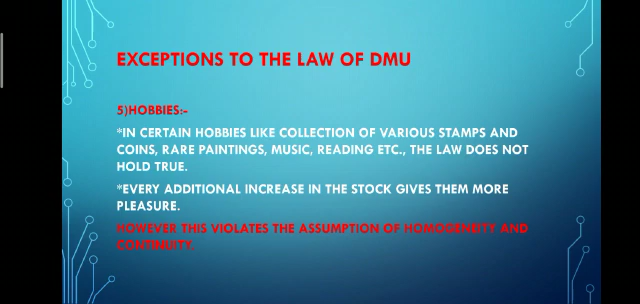 EXCEPTIONS TO THE LAW OF DMU
5)HOBBIES:-
*IN CERTAIN HOBBIES LIKE COLLECTION OF VARIOUS STAMPS AND
COINS, RARE PAINTINGS, MUSIC, READING ETC., THE LAW DOES NOT
HOLD TRUE.
*EVERY ADDITIONAL INCREASE IN THE STOCK GIVES THEM MORE
PLEASURE.
HOWEVER THIS VIOLATES THE ASSUMPTION OF HOMOGENEITY AND
CONTINUITY.